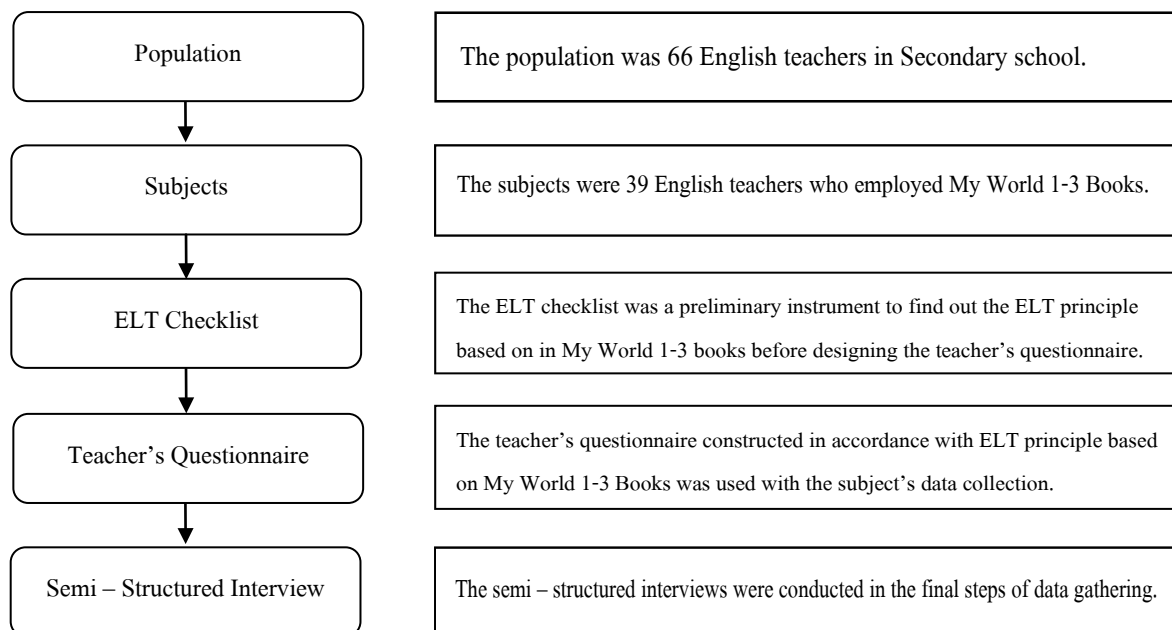 Population
The population was 66 English teachers in Secondary school.
Subjects
The subjects were 39 English teachers who employed My World 1-3 Books.
ELT Checklist
The ELT checklist was a preliminary instrument to find out the ELT principle
based on in My World 1-3 books before designing the teacher’s questionnaire.
Teacher’s Questionnaire
The teacher’s questionnaire constructed in accordance with ELT principle based
on My World 1-3 Books was used with the subject’s data collection.
Semi – Structured Interview
The semi – structured interviews were conducted in the final steps of data gathering.